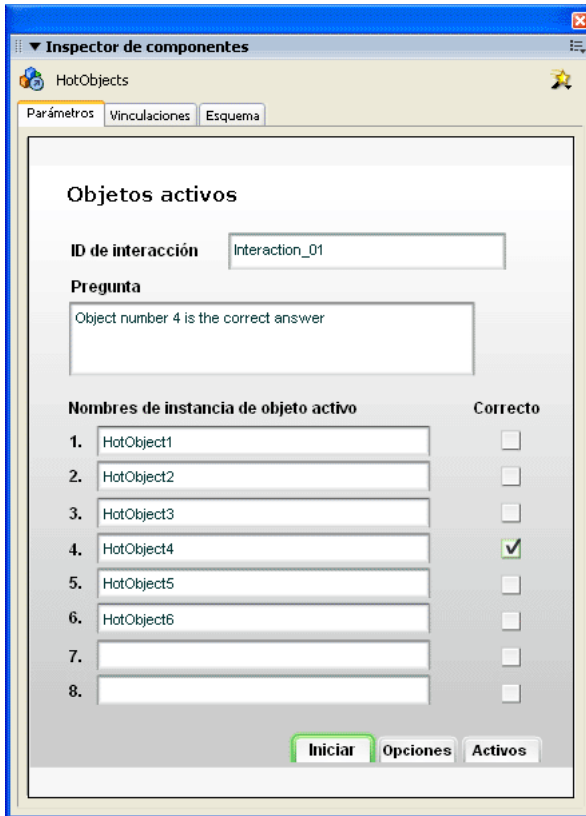 Inspector de componentes
HotObjects
Parámetros Vinculaciones Esquema
Objetos activos
ID de interacción Interaction_01
Pregunta
Object number 4 is the correct answer
Nombres de instancia de objeto activo Correcto
1. HotObject1
2. HotObject2
3. HotObject3
4. HotObject4
5. HotObject5
6. HotObject6
7.
8.
Iniciar Opciones Activos